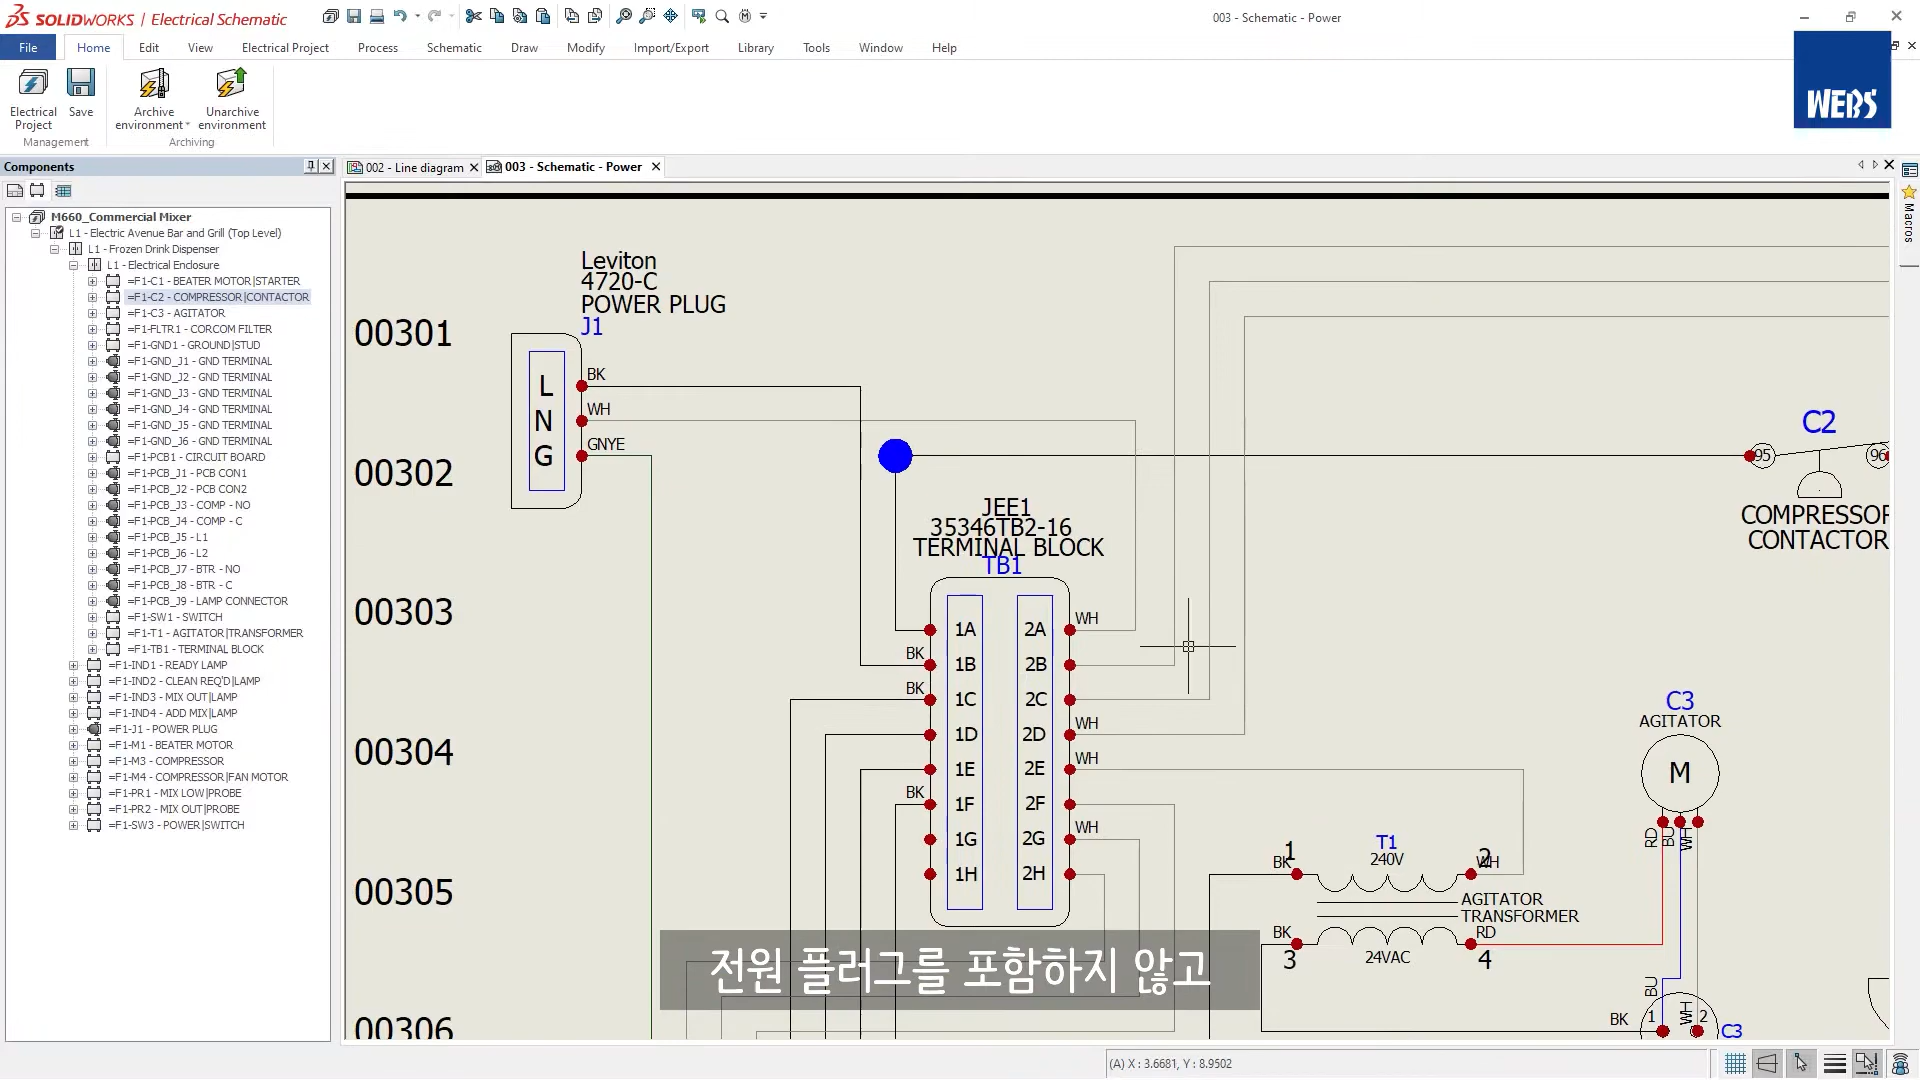 SOLIDWORKS | Electrical Schematic
003 - Schematic - Power
File Home Edit View Electrical Project Process Schematic Draw Modify Import/Export Library Tools Window Help
Electrical Project
Save
Archive environment
Unarchive environment
Management
Archiving
WEBS
Components
002 - Line diagram
003 - Schematic - Power
Macros
M660_Commercial Mixer
L1 - Electric Avenue Bar and Grill (Top Level)
L1 - Frozen Drink Dispenser
L1 - Electrical Enclosure
=F1-C1 - BEATER MOTOR|STARTER
=F1-C2 - COMPRESSOR|CONTACTOR
=F1-C3 - AGITATOR
=F1-FLTR1 - CORCOM FILTER
=F1-GND1 - GROUND|STUD
=F1-GND_J1 - GND TERMINAL
=F1-GND_J2 - GND TERMINAL
=F1-GND_J3 - GND TERMINAL
=F1-GND_J4 - GND TERMINAL
=F1-GND_J5 - GND TERMINAL
=F1-GND_J6 - GND TERMINAL
=F1-PCB1 - CIRCUIT BOARD
=F1-PCB_J1 - PCB CON1
=F1-PCB_J2 - PCB CON2
=F1-PCB_J3 - COMP - NO
=F1-PCB_J4 - COMP - C
=F1-PCB_J5 - L1
=F1-PCB_J6 - L2
=F1-PCB_J7 - BTR - NO
=F1-PCB_J8 - BTR - C
=F1-PCB_J9 - LAMP CONNECTOR
=F1-SW1 - SWITCH
=F1-T1 - AGITATOR|TRANSFORMER
=F1-TB1 - TERMINAL BLOCK
=F1-IND1 - READY LAMP
=F1-IND2 - CLEAN REQ'D|LAMP
=F1-IND3 - MIX OUT|LAMP
=F1-IND4 - ADD MIX|LAMP
=F1-J1 - POWER PLUG
=F1-M1 - BEATER MOTOR
=F1-M3 - COMPRESSOR
=F1-M4 - COMPRESSOR|FAN MOTOR
=F1-PR1 - MIX LOW|PROBE
=F1-PR2 - MIX OUT|PROBE
=F1-SW3 - POWER|SWITCH
Leviton
4720-C
POWER PLUG
J1
00301
L BK
N WH
G GNYE
00302
C2
95 96
COMPRESSOR
CONTACTOR
JEE1
35346TB2-16
TERMINAL BLOCK
TB1
00303
1A 2A WH
BK 1B 2B
BK 1C 2C
1D 2D WH
00304
1E 2E WH
BK 1F 2F
1G 2G WH
1H 2H
00305
C3
AGITATOR
M
RD BU WH
T1
240V
1 2
BK WH
AGITATOR
TRANSFORMER
BK RD
3 24VAC 4
BU WH
00306
BK 1 2 C3
전원 플러그를 포함하지 않고
(A) X : 3.6681, Y : 8.9502